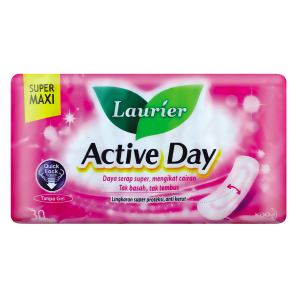 SUPER
MAXI
Laurier
Active Day
Daya serap super, mengikat cairan
Tak basah, tak tembus
Lingkaran super proteksi, anti kerut
Quick
Lock
Tanpa Gel
30
Kao